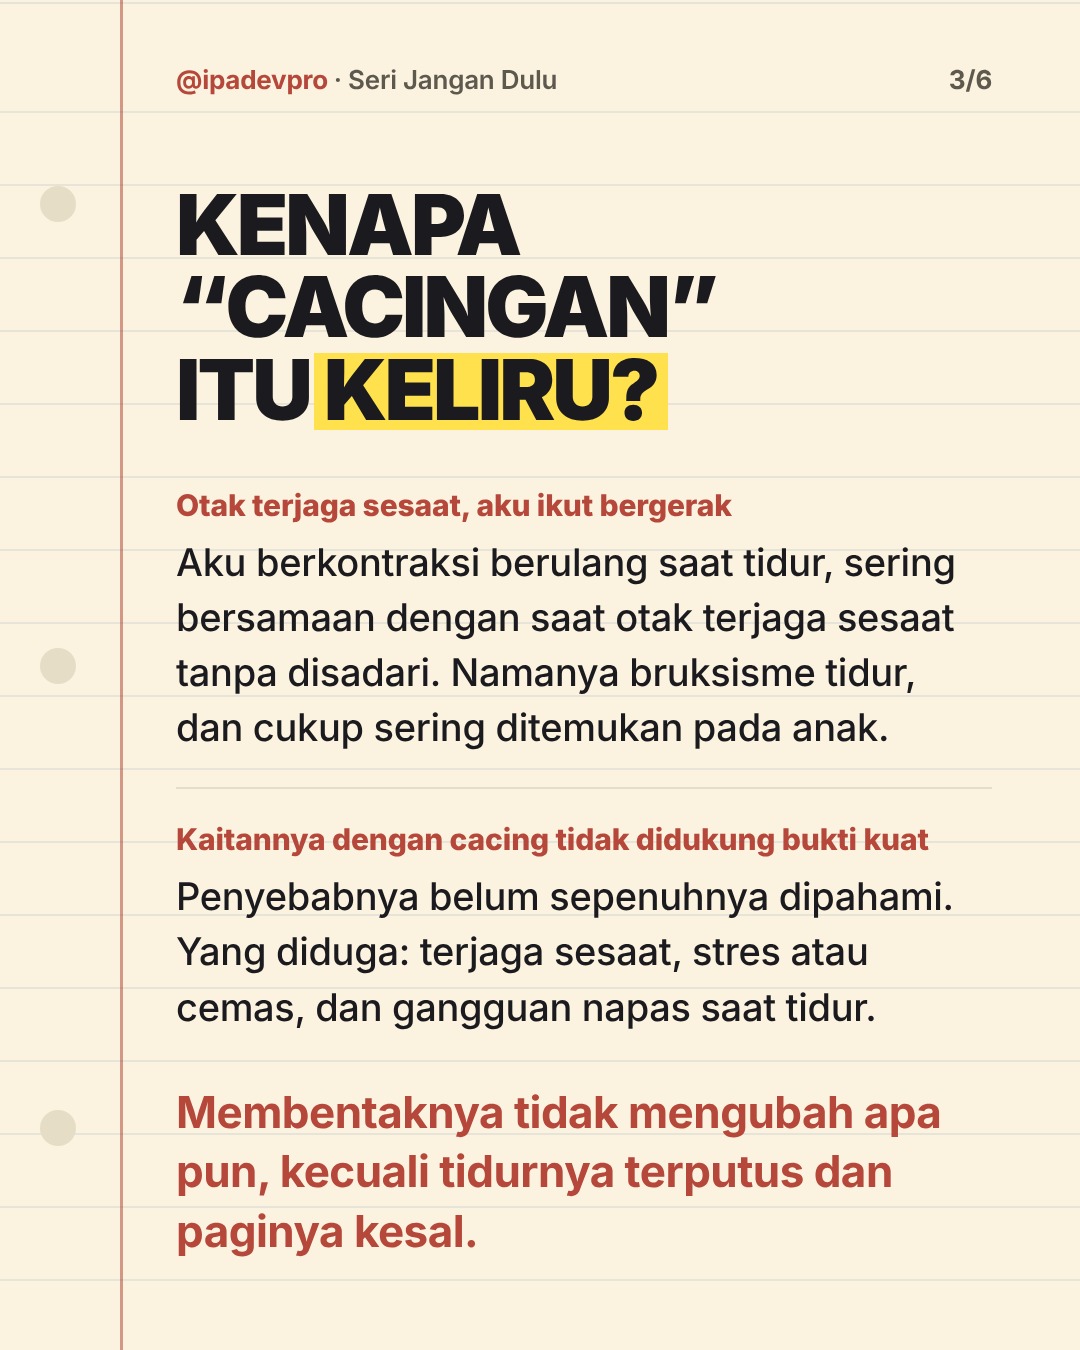 @ipadevpro · Seri Jangan Dulu
3/6
KENAPA
“CACINGAN”
ITU KELIRU?
Otak terjaga sesaat, aku ikut bergerak
Aku berkontraksi berulang saat tidur, sering
bersamaan dengan saat otak terjaga sesaat
tanpa disadari. Namanya bruksisme tidur,
dan cukup sering ditemukan pada anak.
Kaitannya dengan cacing tidak didukung bukti kuat
Penyebabnya belum sepenuhnya dipahami.
Yang diduga: terjaga sesaat, stres atau
cemas, dan gangguan napas saat tidur.
Membentaknya tidak mengubah apa
pun, kecuali tidurnya terputus dan
paginya kesal.